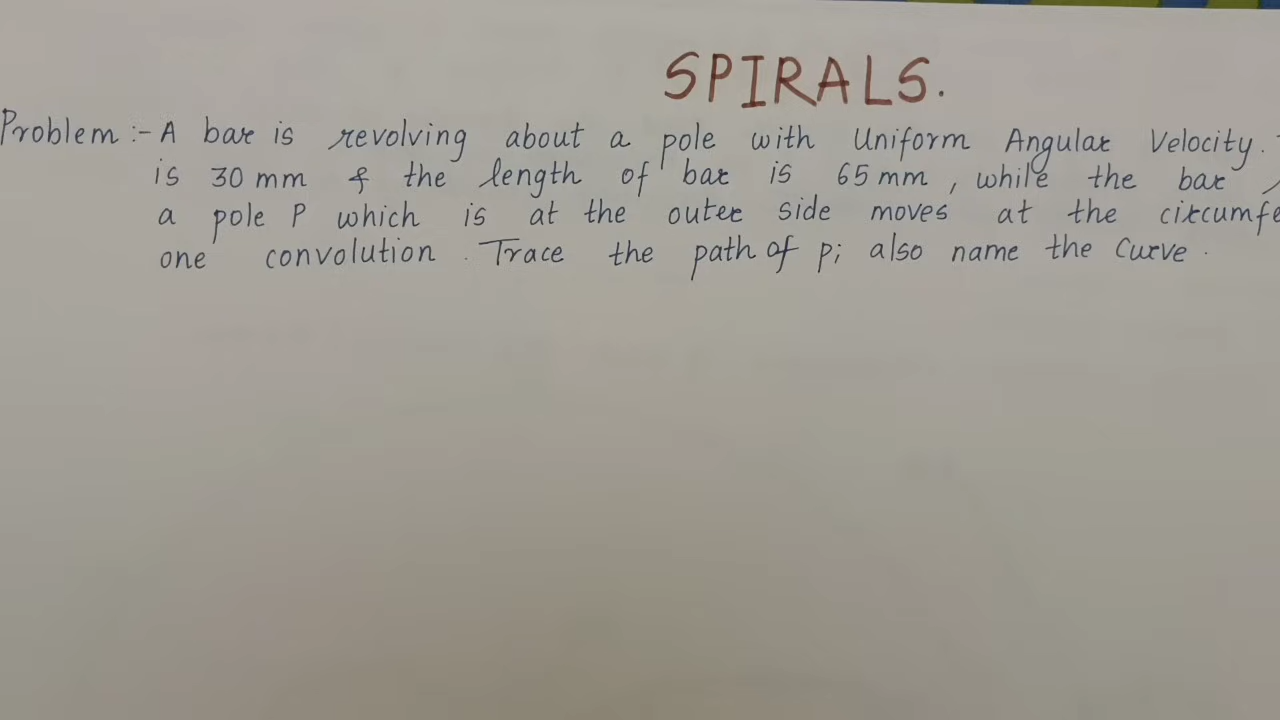 SPIRALS.
Problem :- A bar is revolving about a pole with Uniform Angular Velocity.
is 30 mm & the length of bar is 65 mm , while the bar
a pole P which is at the outer side moves at the circumfe
one convolution . Trace the path of p; also name the Curve .